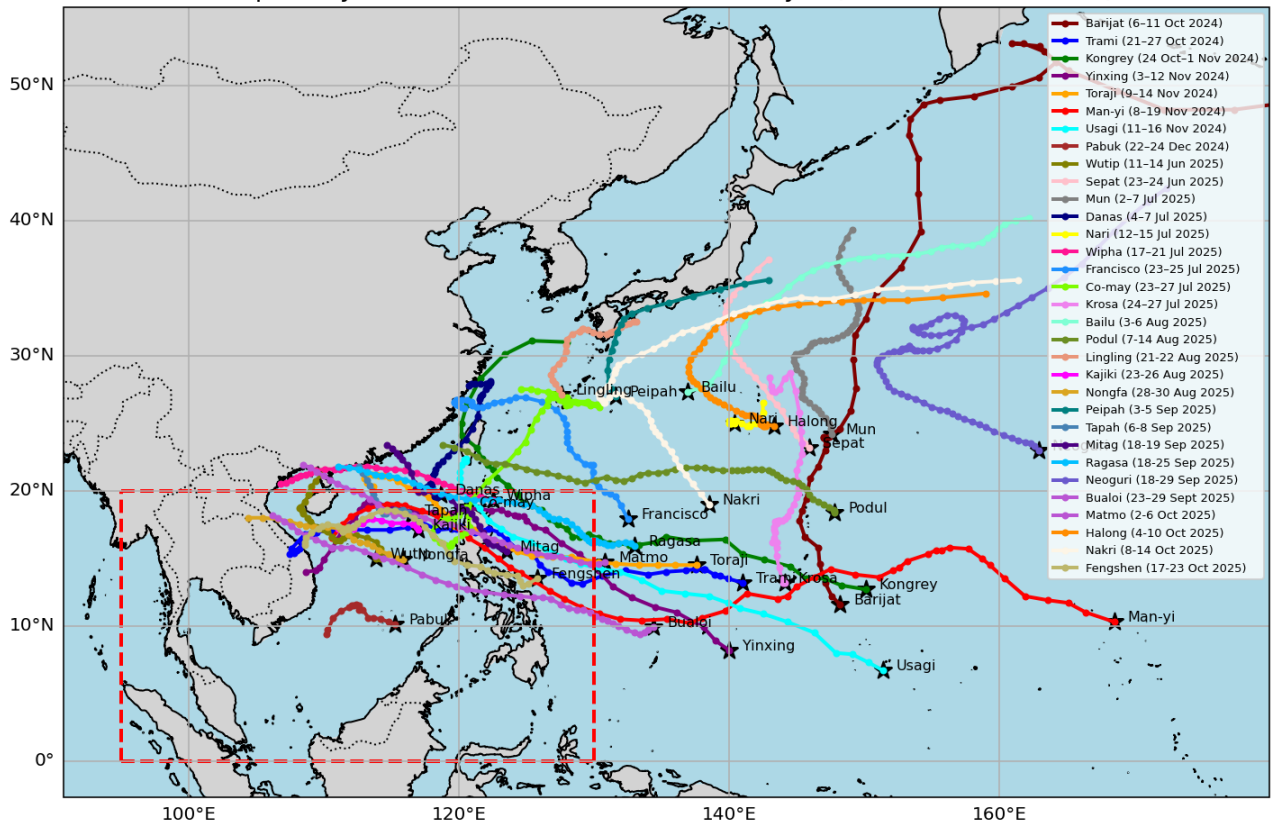 Barijat (6–11 Oct 2024)
Trami (21–27 Oct 2024)
Kongrey (24 Oct–1 Nov 2024)
Yinxing (3–12 Nov 2024)
Toraji (9–14 Nov 2024)
Man-yi (8–19 Nov 2024)
Usagi (11–16 Nov 2024)
Pabuk (22–24 Dec 2024)
Wutip (11–14 Jun 2025)
Sepat (23–24 Jun 2025)
Mun (2–7 Jul 2025)
Danas (4–7 Jul 2025)
Nari (12–15 Jul 2025)
Wipha (17–21 Jul 2025)
Francisco (23–25 Jul 2025)
Co-may (23–27 Jul 2025)
Krosa (24–27 Jul 2025)
Bailu (3-6 Aug 2025)
Podul (7-14 Aug 2025)
Lingling (21-22 Aug 2025)
Kajiki (23-26 Aug 2025)
Nongfa (28-30 Aug 2025)
Peipah (3-5 Sep 2025)
Tapah (6-8 Sep 2025)
Mitag (18-19 Sep 2025)
Ragasa (18-25 Sep 2025)
Neoguri (18-29 Sep 2025)
Bualoi (23-29 Sept 2025)
Matmo (2-6 Oct 2025)
Halong (4-10 Oct 2025)
Nakri (8-14 Oct 2025)
Fengshen (17-23 Oct 2025)
50°N
40°N
30°N
20°N
10°N
0°
Lingling
Peipah
Bailu
Nari
Halong
Mun
Sepat
Danas
Wipha
Co-may
Nakri
Podul
Tapah
Francisco
Kajiki
Ragasa
Mitag
Wutip
Nongfa
Matmo
Toraji
Fengshen
Trami
Krosa
Kongrey
Barijat
Pabuk
Bualoi
Man-yi
Yinxing
Usagi
100°E
120°E
140°E
160°E